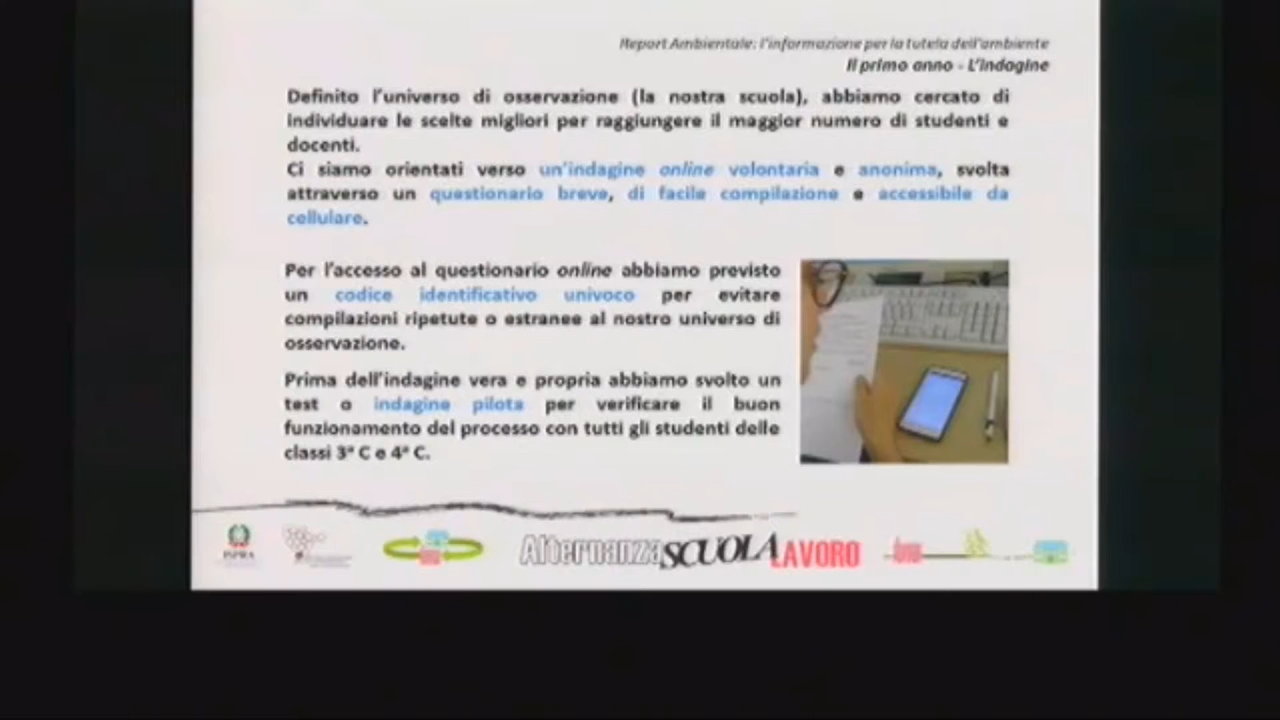 Report Ambientale: l'informazione per la tutela dell'ambiente
Il primo anno - L'indagine
Definito l'universo di osservazione (la nostra scuola), abbiamo cercato di
individuare le scelte migliori per raggiungere il maggior numero di studenti e
docenti.
Ci siamo orientati verso un'indagine online volontaria e anonima, svolta
attraverso un questionario breve, di facile compilazione e accessibile da
cellulare.
Per l'accesso al questionario online abbiamo previsto
un codice identificativo univoco per evitare
compilazioni ripetute o estranee al nostro universo di
osservazione.
Prima dell'indagine vera e propria abbiamo svolto un
test o indagine pilota per verificare il buon
funzionamento del processo con tutti gli studenti delle
classi 3ª C e 4ª C.
ISPRA
Alternanza SCUOLA LAVORO